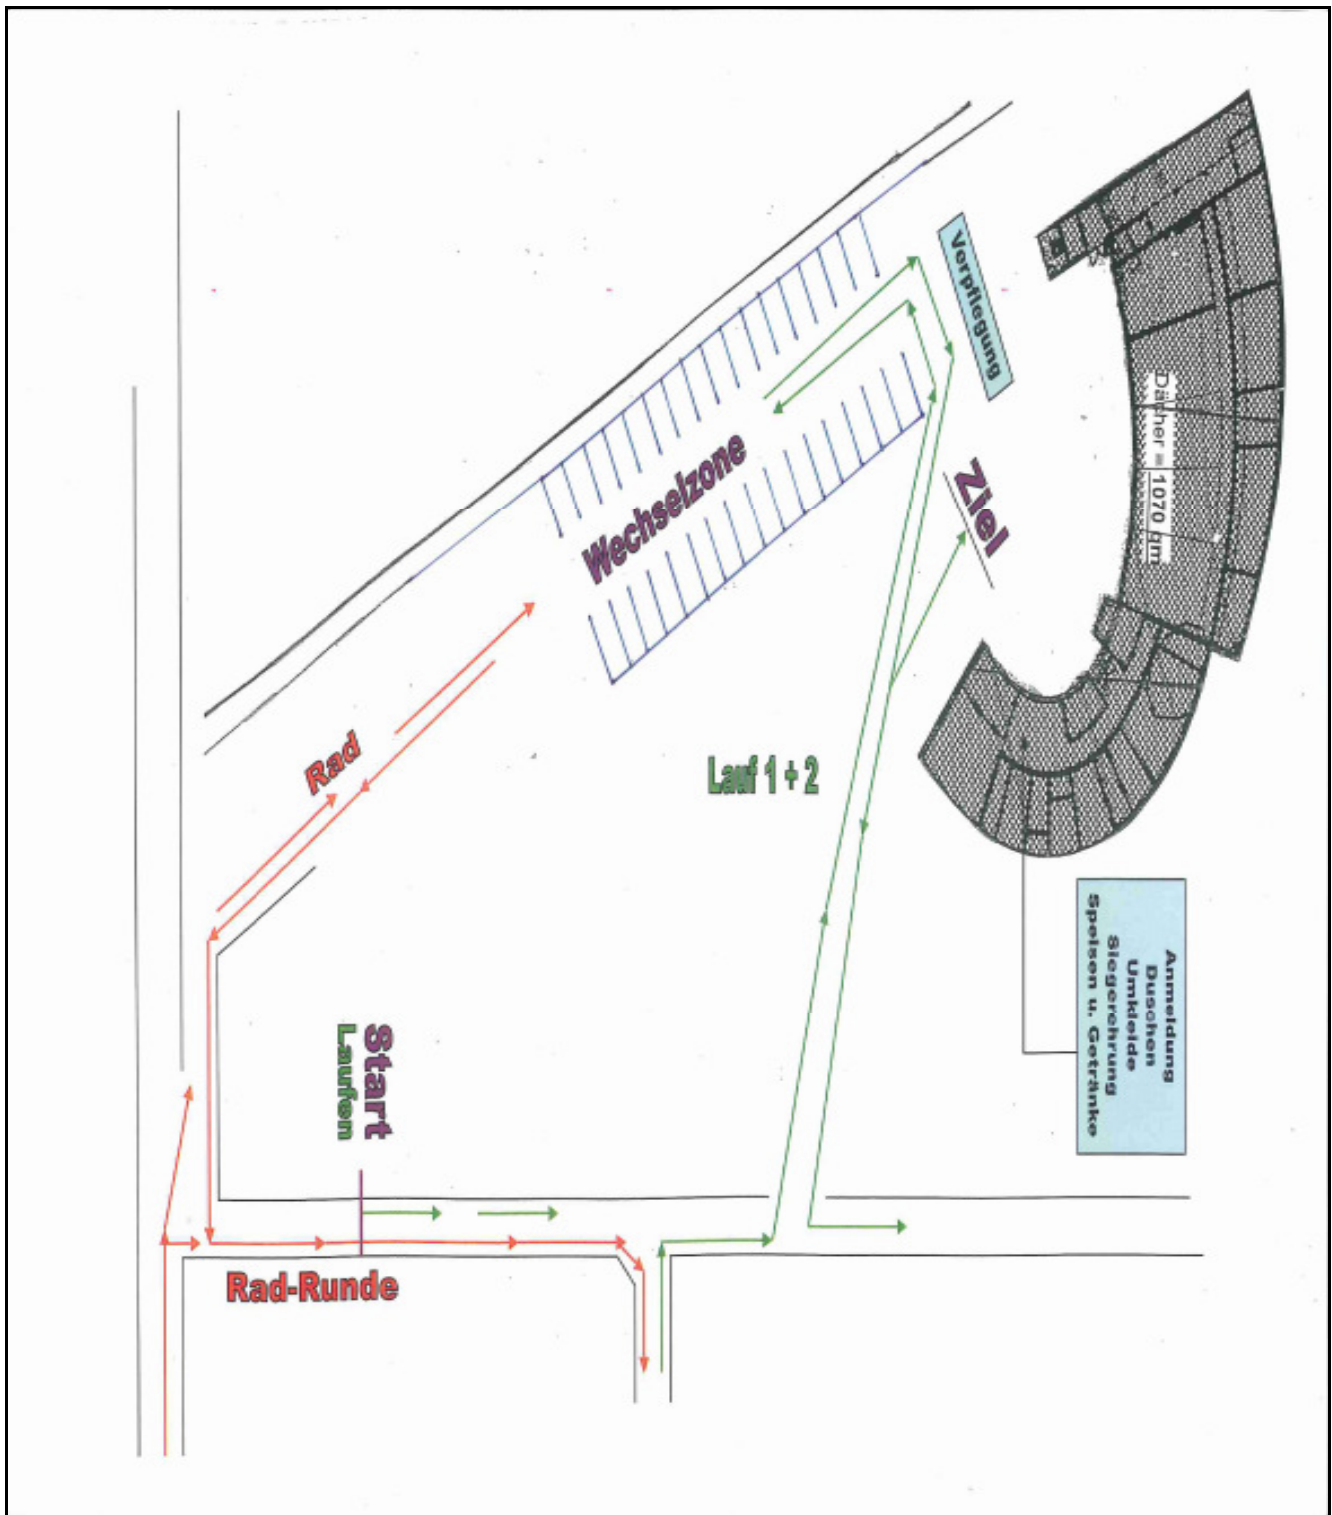 Verpflegung
Dächer = 1070 qm
Wechselzone
Ziel
Rad
Lauf 1 + 2
Anmeldung
Duschen
Umkleide
Siegerehrung
Speisen u. Getränke
Start
Laufen
Rad-Runde